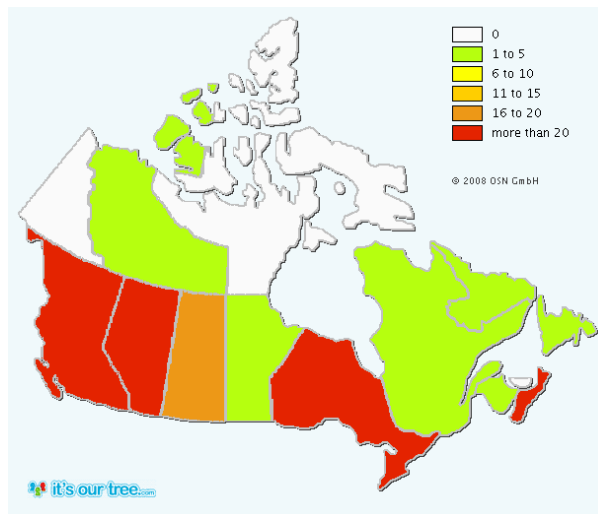 0
1 to 5
6 to 10
11 to 15
16 to 20
more than 20
© 2008 OSN GmbH
it's our tree.com